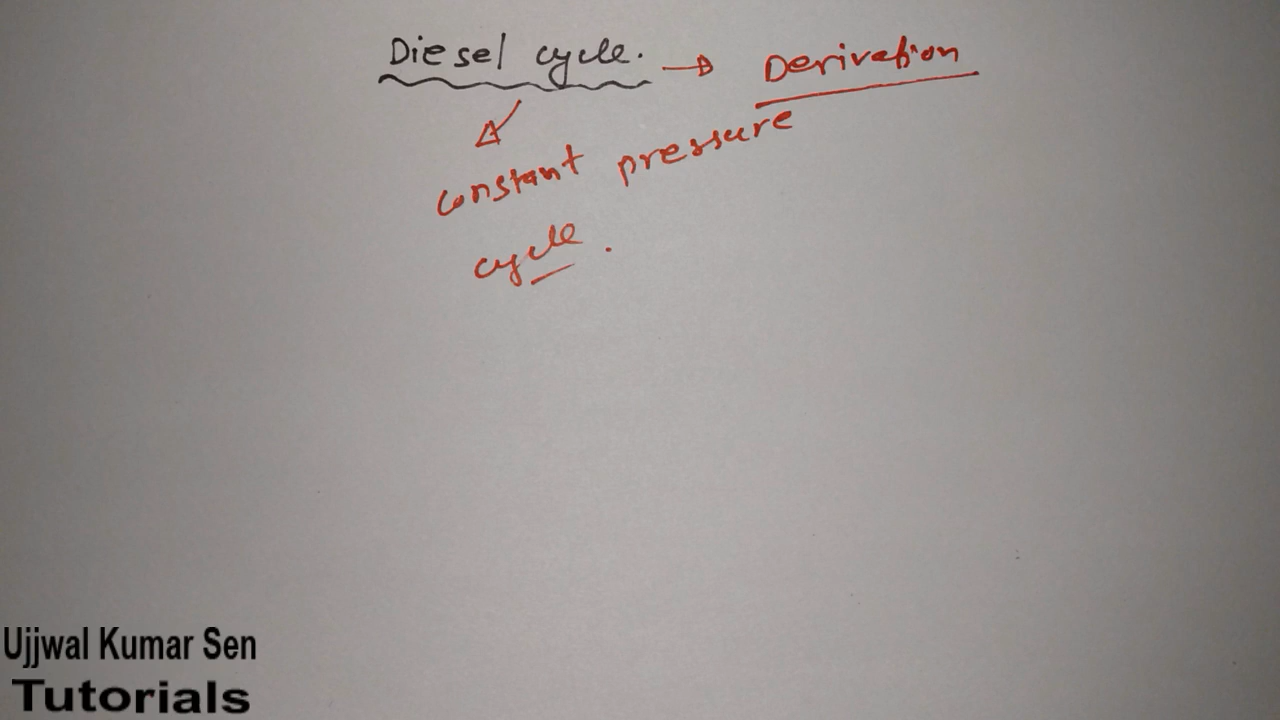 Diesel cycle. → Derivation
constant pressure
cycle.
Ujjwal Kumar Sen
Tutorials